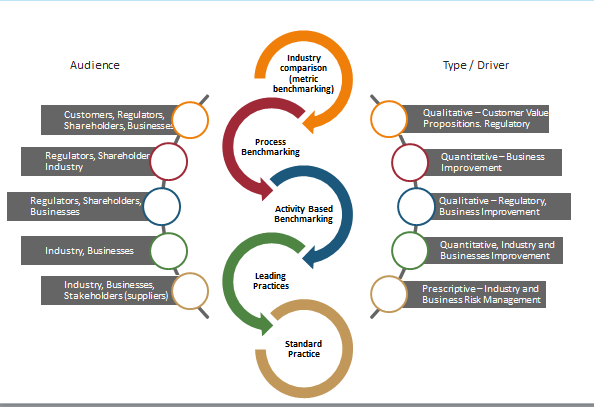 Audience
Type / Driver
Industry
comparison
(metric
benchmarking)
Customers, Regulators,
Shareholders, Businesses
Qualitative – Customer Value
Propositions. Regulatory
Process
Benchmarking
Regulators, Shareholder
Industry
Quantitative – Business
Improvement
Activity Based
Benchmarking
Regulators, Shareholders,
Businesses
Qualitative – Regulatory,
Business Improvement
Leading
Practices
Industry, Businesses
Quantitative, Industry and
Businesses Improvement
Standard
Practice
Industry, Businesses,
Stakeholders (suppliers)
Prescriptive – Industry and
Business Risk Management